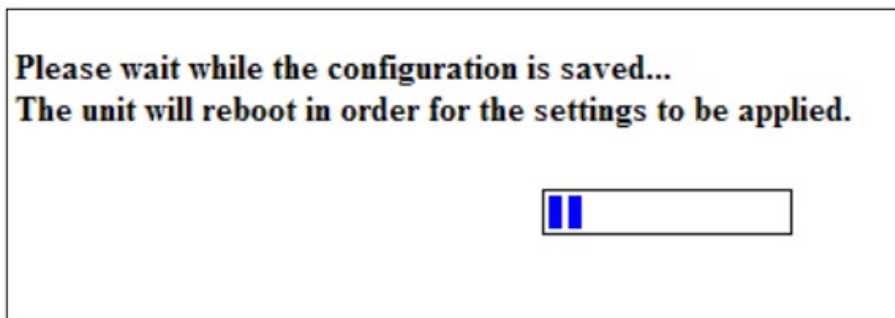 Please wait while the configuration is saved...
The unit will reboot in order for the settings to be applied.